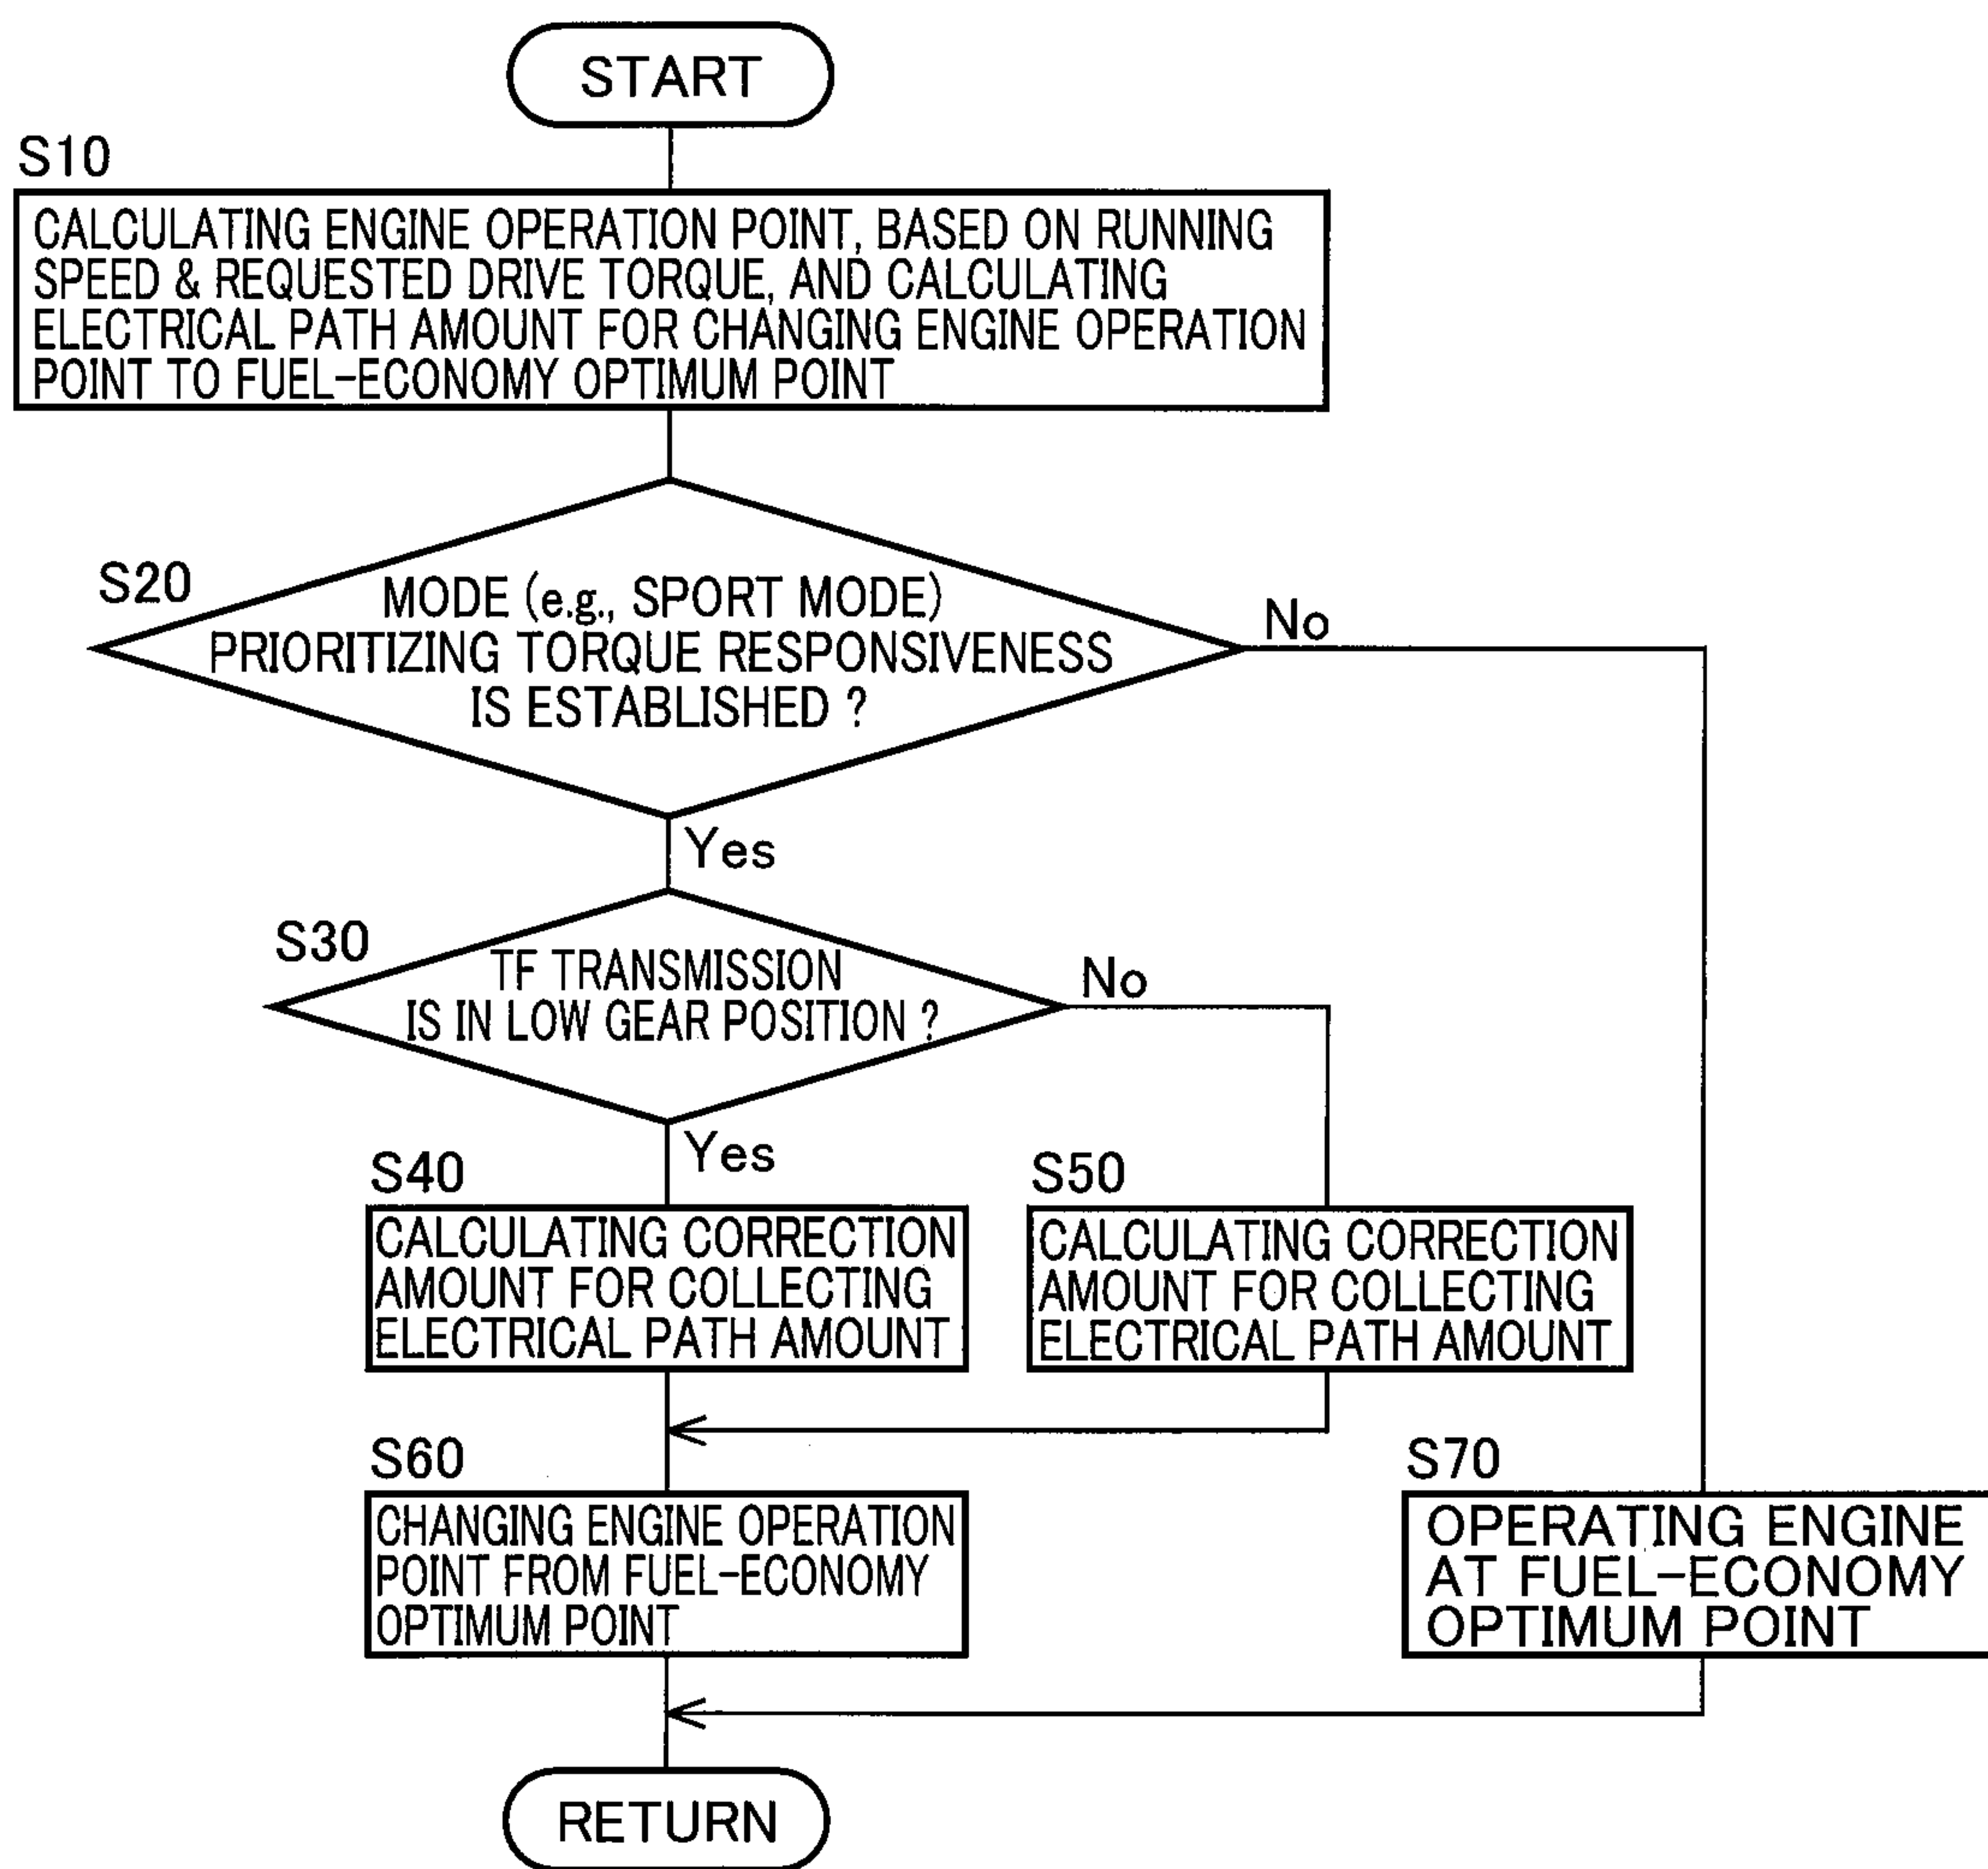 START
S10
CALCULATING ENGINE OPERATION POINT, BASED ON RUNNING
SPEED & REQUESTED DRIVE TORQUE, AND CALCULATING
ELECTRICAL PATH AMOUNT FOR CHANGING ENGINE OPERATION
POINT TO FUEL-ECONOMY OPTIMUM POINT
S20
MODE (e.g., SPORT MODE)
PRIORITIZING TORQUE RESPONSIVENESS
IS ESTABLISHED ?
No
Yes
S30
TF TRANSMISSION
IS IN LOW GEAR POSITION ?
No
Yes
S40
CALCULATING CORRECTION
AMOUNT FOR COLLECTING
ELECTRICAL PATH AMOUNT
S50
CALCULATING CORRECTION
AMOUNT FOR COLLECTING
ELECTRICAL PATH AMOUNT
S60
CHANGING ENGINE OPERATION
POINT FROM FUEL-ECONOMY
OPTIMUM POINT
S70
OPERATING ENGINE
AT FUEL-ECONOMY
OPTIMUM POINT
RETURN